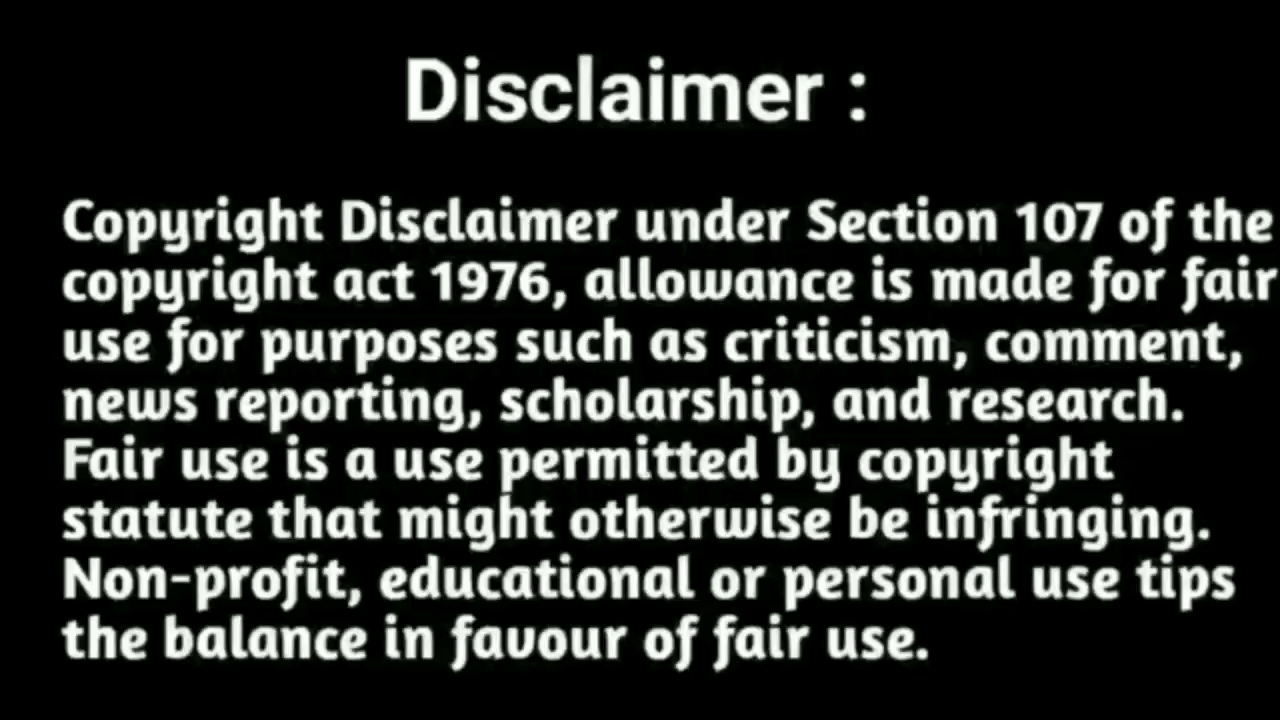 Disclaimer :
Copyright Disclaimer under Section 107 of the
copyright act 1976, allowance is made for fair
use for purposes such as criticism, comment,
news reporting, scholarship, and research.
Fair use is a use permitted by copyright
statute that might otherwise be infringing.
Non-profit, educational or personal use tips
the balance in favour of fair use.